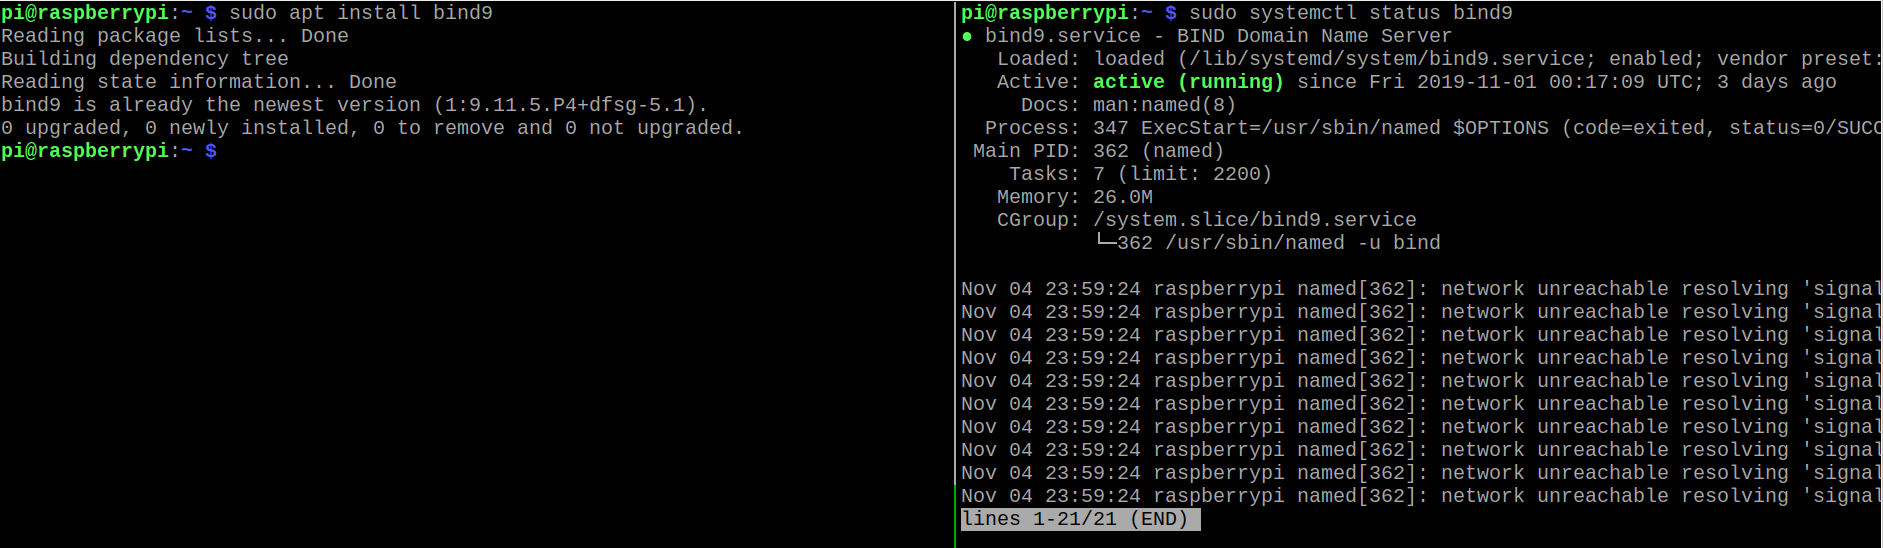 pi@raspberrypi:~ $ sudo apt install bind9
Reading package lists... Done
Building dependency tree
Reading state information... Done
bind9 is already the newest version (1:9.11.5.P4+dfsg-5.1).
0 upgraded, 0 newly installed, 0 to remove and 0 not upgraded.
pi@raspberrypi:~ $
pi@raspberrypi:~ $ sudo systemctl status bind9
● bind9.service - BIND Domain Name Server
   Loaded: loaded (/lib/systemd/system/bind9.service; enabled; vendor preset:
   Active: active (running) since Fri 2019-11-01 00:17:09 UTC; 3 days ago
     Docs: man:named(8)
  Process: 347 ExecStart=/usr/sbin/named $OPTIONS (code=exited, status=0/SUCC
 Main PID: 362 (named)
    Tasks: 7 (limit: 2200)
   Memory: 26.0M
   CGroup: /system.slice/bind9.service
           └─362 /usr/sbin/named -u bind
Nov 04 23:59:24 raspberrypi named[362]: network unreachable resolving 'signal
Nov 04 23:59:24 raspberrypi named[362]: network unreachable resolving 'signal
Nov 04 23:59:24 raspberrypi named[362]: network unreachable resolving 'signal
Nov 04 23:59:24 raspberrypi named[362]: network unreachable resolving 'signal
Nov 04 23:59:24 raspberrypi named[362]: network unreachable resolving 'signal
Nov 04 23:59:24 raspberrypi named[362]: network unreachable resolving 'signal
Nov 04 23:59:24 raspberrypi named[362]: network unreachable resolving 'signal
Nov 04 23:59:24 raspberrypi named[362]: network unreachable resolving 'signal
Nov 04 23:59:24 raspberrypi named[362]: network unreachable resolving 'signal
Nov 04 23:59:24 raspberrypi named[362]: network unreachable resolving 'signal
lines 1-21/21 (END)